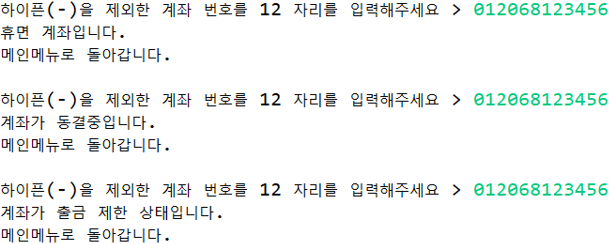 하이픈(-)을 제외한 계좌 번호를 12 자리를 입력해주세요 > 012068123456
휴면 계좌입니다.
메인메뉴로 돌아갑니다.
하이픈(-)을 제외한 계좌 번호를 12 자리를 입력해주세요 > 012068123456
계좌가 동결중입니다.
메인메뉴로 돌아갑니다.
하이픈(-)을 제외한 계좌 번호를 12 자리를 입력해주세요 > 012068123456
계좌가 출금 제한 상태입니다.
메인메뉴로 돌아갑니다.